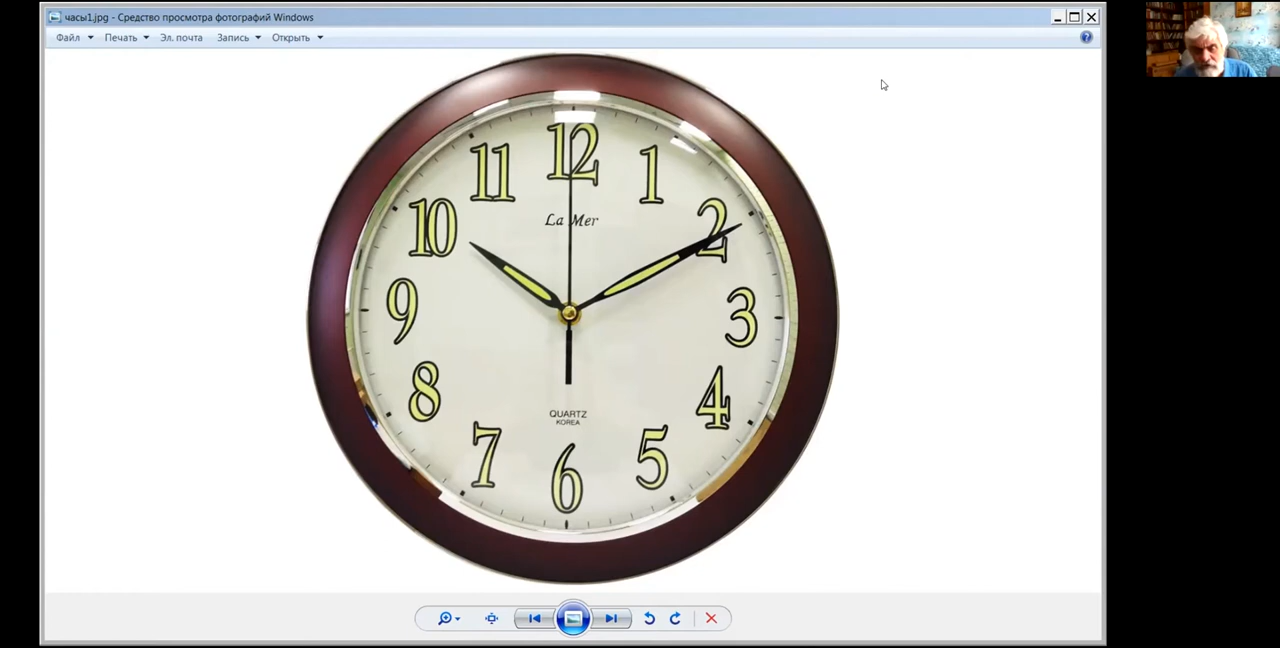 часы1.jpg - Средство просмотра фотографий Windows
Файл Печать Эл. почта Запись Открыть
12
11 1
10 2
La Mer
9 3
8 4
QUARTZ
KOREA
7 5
6